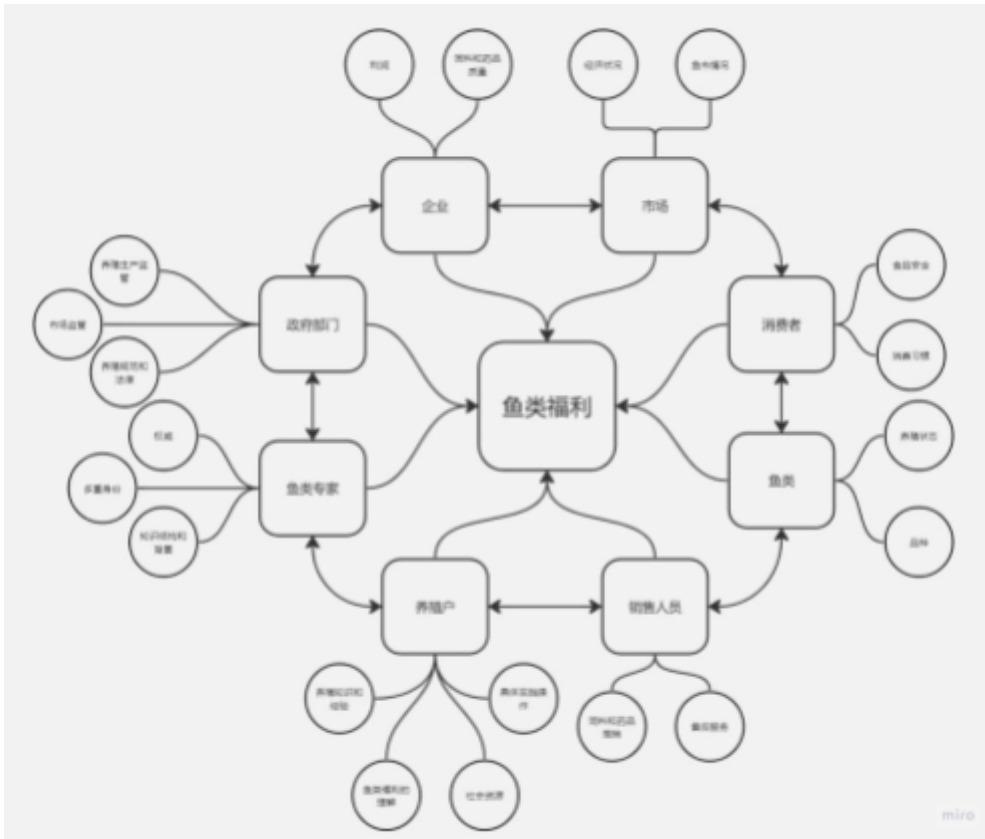 利润
饲料和药品
质量
经济状况
鱼市情况
企业
市场
养殖生产监
管
市场监管
养殖规范和
法律
政府部门
消费者
食品安全
消费习惯
鱼类福利
权威
多重身份
知识结构和
背景
鱼类专家
鱼类
养殖状态
品种
养殖户
销售人员
养殖知识和
经验
具体实施操
作
鱼类福利的
理解
社会资源
饲料和药品
售后服务
miro